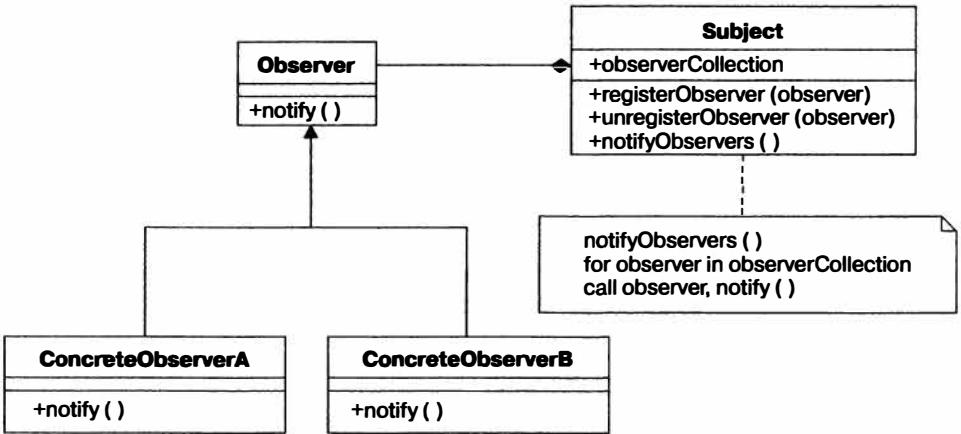 Subject
+observerCollection
+registerObserver (observer)
+unregisterObserver (observer)
+notifyObservers ( )
Observer
+notify ( )
notifyObservers ( )
for observer in observerCollection
call observer, notify ( )
ConcreteObserverA
+notify ( )
ConcreteObserverB
+notify ( )